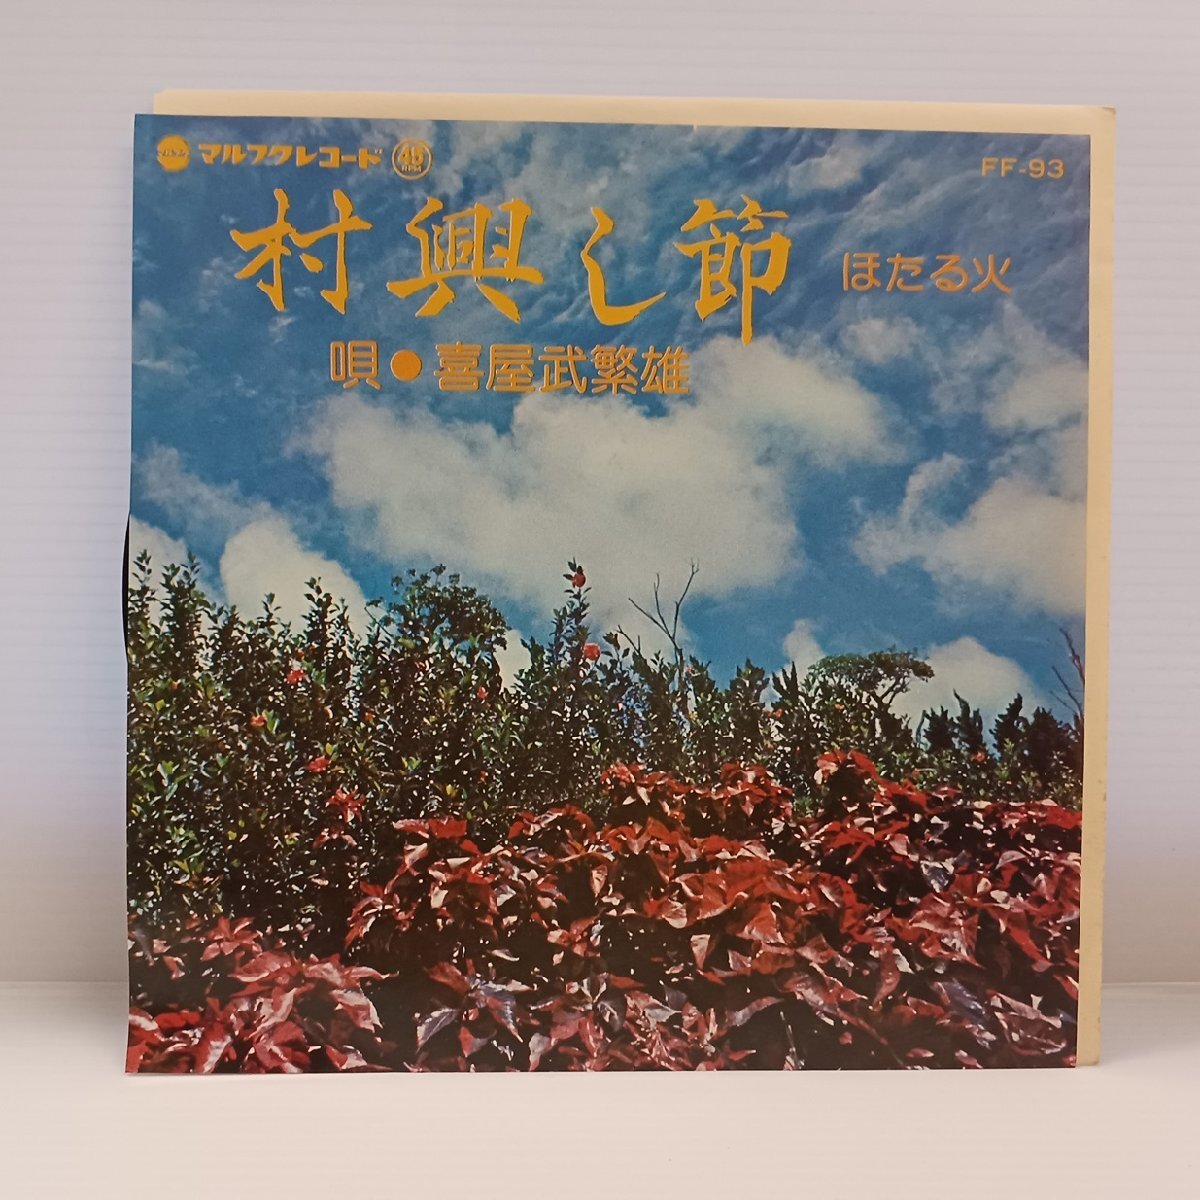 マルフクレコード 45 RPM
FF-93
村興し節 ほたる火
唄●喜屋武繁雄